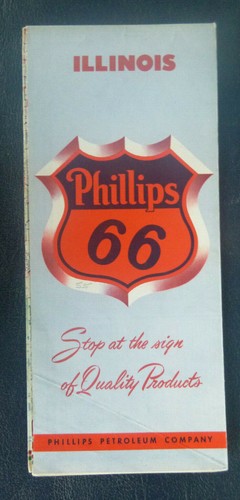 ILLINOIS
Phillips
66
Stop at the sign
of Quality Products
PHILLIPS PETROLEUM COMPANY